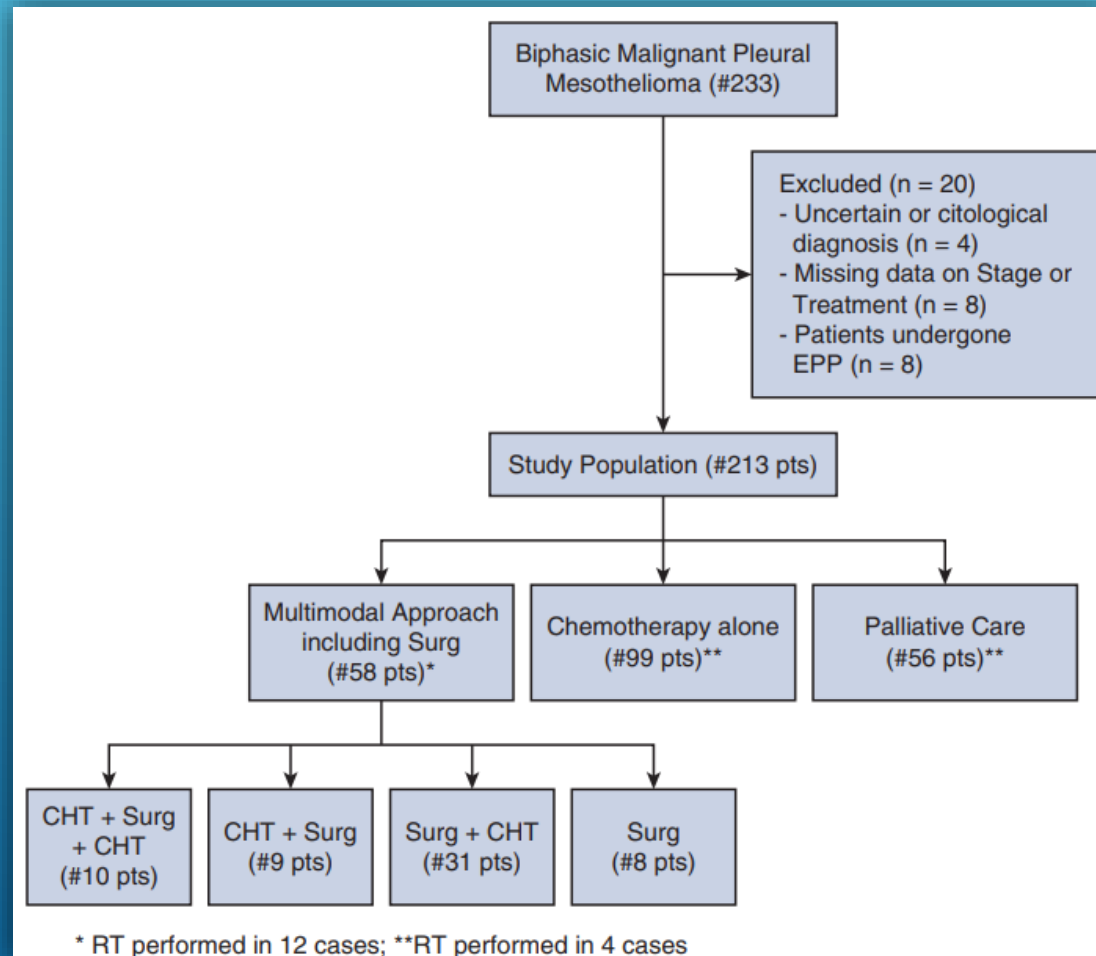 Biphasic Malignant Pleural
Mesothelioma (#233)
Excluded (n = 20)
- Uncertain or citological
diagnosis (n = 4)
- Missing data on Stage or
Treatment (n = 8)
- Patients undergone
EPP (n = 8)
Study Population (#213 pts)
Multimodal Approach
including Surg
(#58 pts)*
Chemotherapy alone
(#99 pts)**
Palliative Care
(#56 pts)**
CHT + Surg
+ CHT
(#10 pts)
CHT + Surg
(#9 pts)
Surg + CHT
(#31 pts)
Surg
(#8 pts)
* RT performed in 12 cases; **RT performed in 4 cases